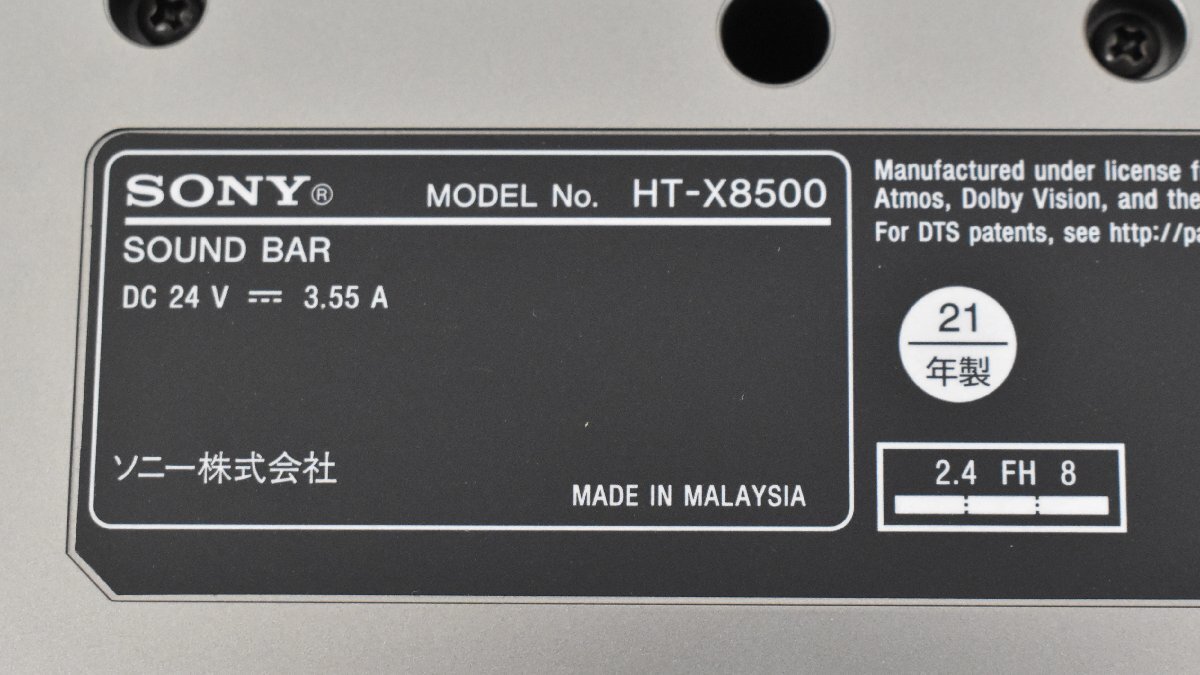 SONY® MODEL No. HT-X8500
SOUND BAR
DC 24 V ⎓ 3.55 A
ソニー株式会社
MADE IN MALAYSIA
Manufactured under license
Atmos, Dolby Vision, and the
For DTS patents, see http://pa
21
年製
2.4 FH 8